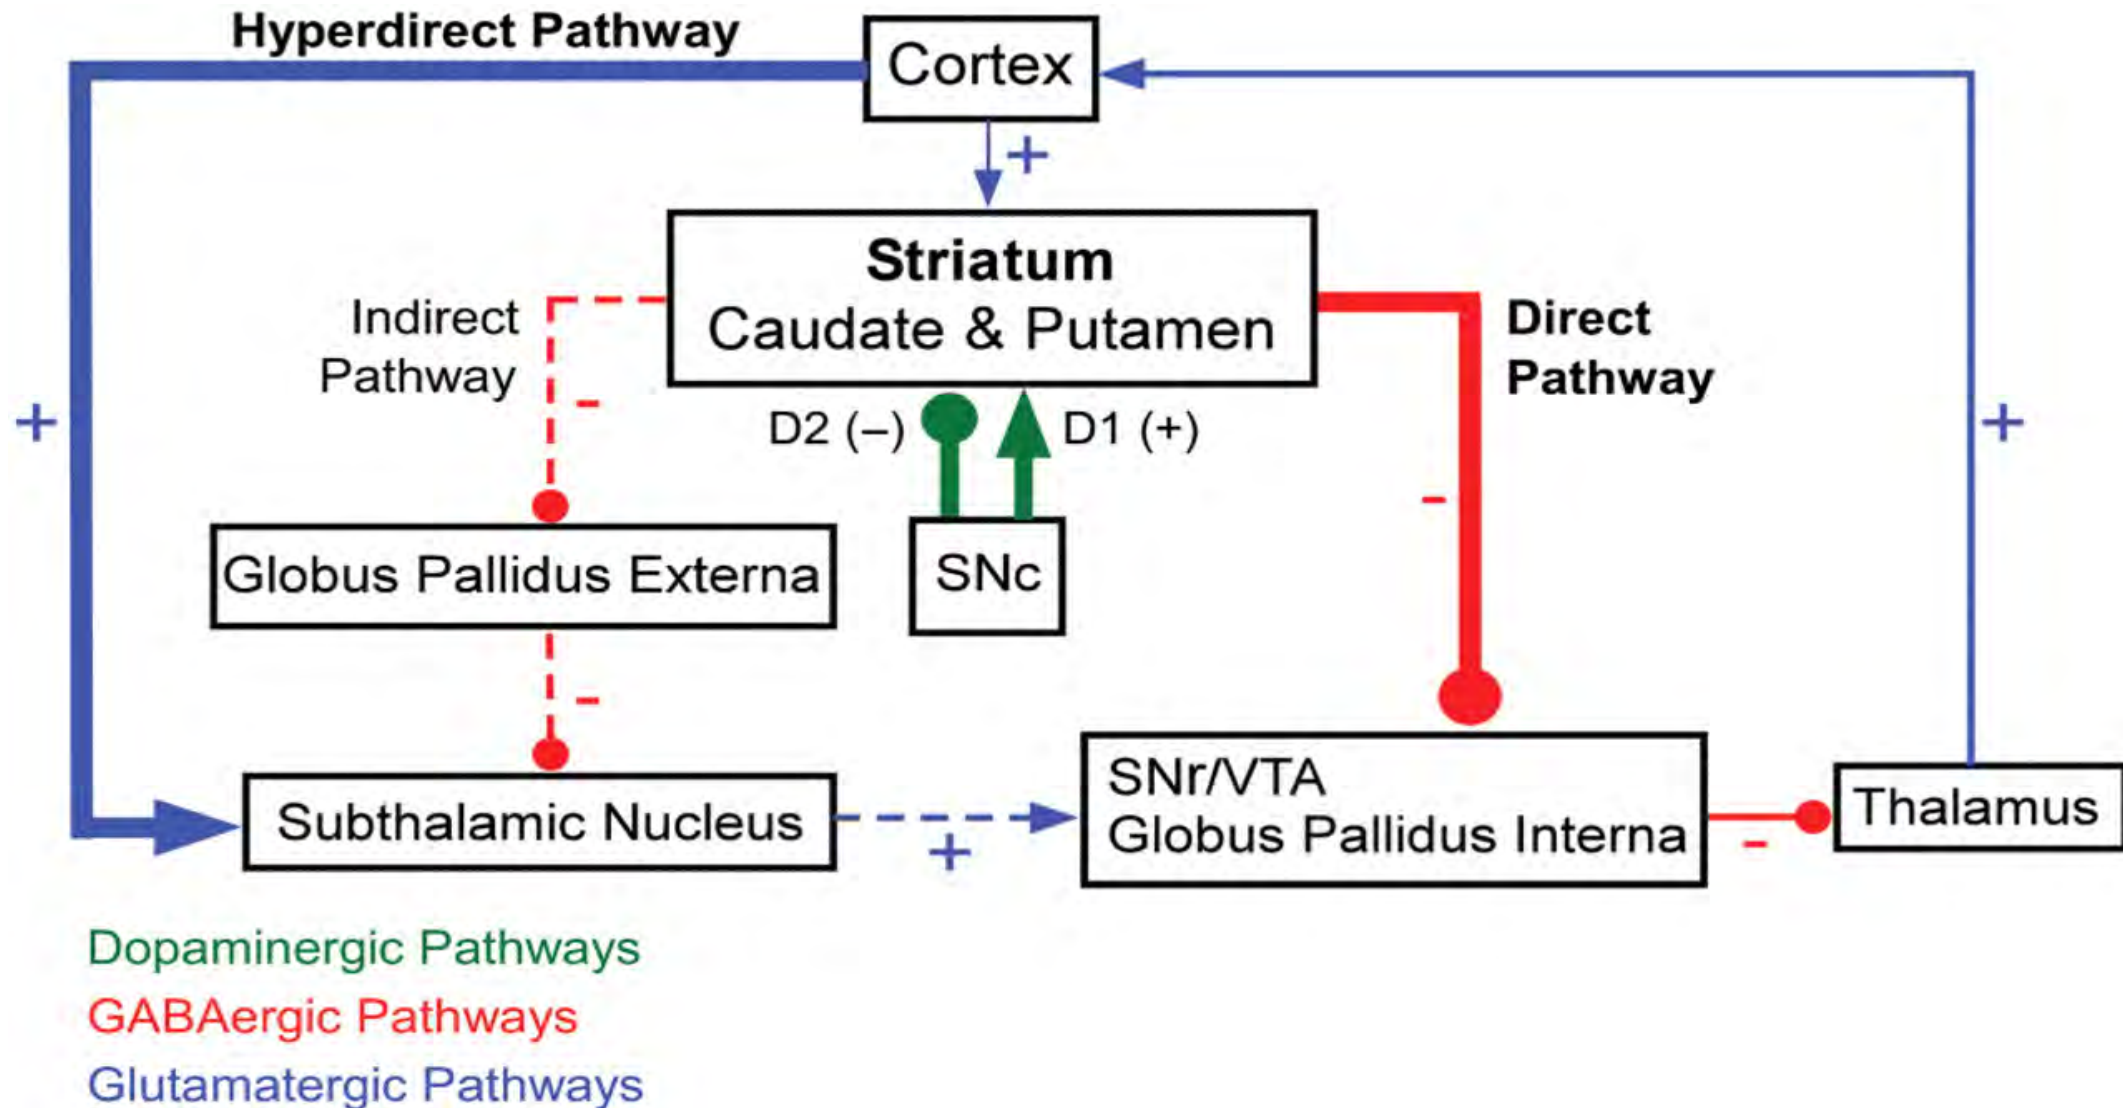 Hyperdirect Pathway
Cortex
+
Striatum
Caudate & Putamen
Indirect
Pathway
-
Direct
Pathway
-
+
+
D2 (–)
D1 (+)
Globus Pallidus Externa
SNc
-
Subthalamic Nucleus
+
SNr/VTA
Globus Pallidus Interna
-
Thalamus
Dopaminergic Pathways
GABAergic Pathways
Glutamatergic Pathways